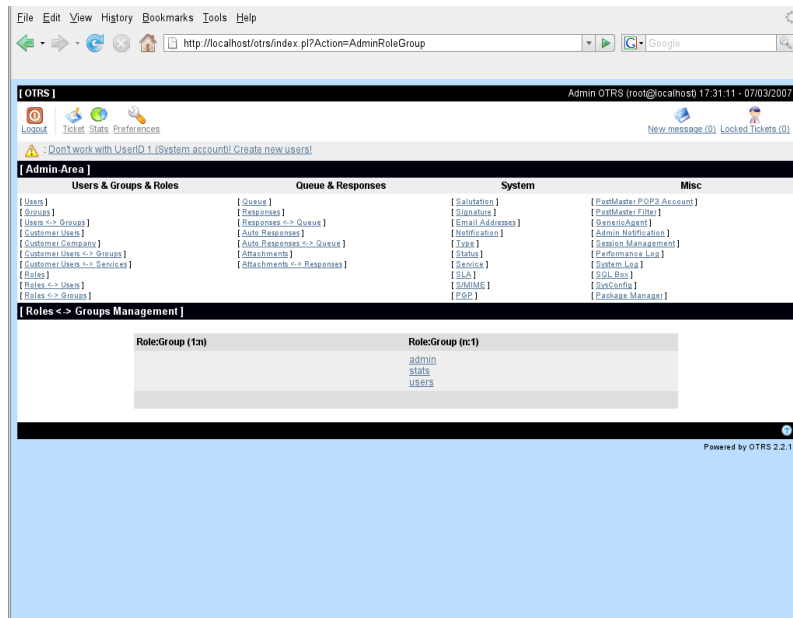 File Edit View History Bookmarks Tools Help
http://localhost/otrs/index.pl?Action=AdminRoleGroup
G Google
[ OTRS ] Admin OTRS (root@localhost) 17:31:11 - 07/03/2007
Logout Ticket Stats Preferences New message (0) Locked Tickets (0)
: Don't work with UserID 1 (System account)! Create new users!
[ Admin-Area ]
Users & Groups & Roles Queue & Responses System Misc
[ Users ] [ Queue ] [ Salutation ] [ PostMaster POP3 Account ]
[ Groups ] [ Responses ] [ Signature ] [ PostMaster Filter ]
[ Users <-> Groups ] [ Responses <-> Queue ] [ Email Addresses ] [ GenericAgent ]
[ Customer Users ] [ Auto Responses ] [ Notification ] [ Admin Notification ]
[ Customer Company ] [ Auto Responses <-> Queue ] [ Type ] [ Session Management ]
[ Customer Users <-> Groups ] [ Attachments ] [ Status ] [ Performance Log ]
[ Customer Users <-> Services ] [ Attachments <-> Responses ] [ Service ] [ System Log ]
[ Roles ] [ SLA ] [ SQL Box ]
[ Roles <-> Users ] [ S/MIME ] [ SysConfig ]
[ Roles <-> Groups ] [ PGP ] [ Package Manager ]
[ Roles <-> Groups Management ]
Role:Group (1:n) Role:Group (n:1)
admin
stats
users
Powered by OTRS 2.2.1